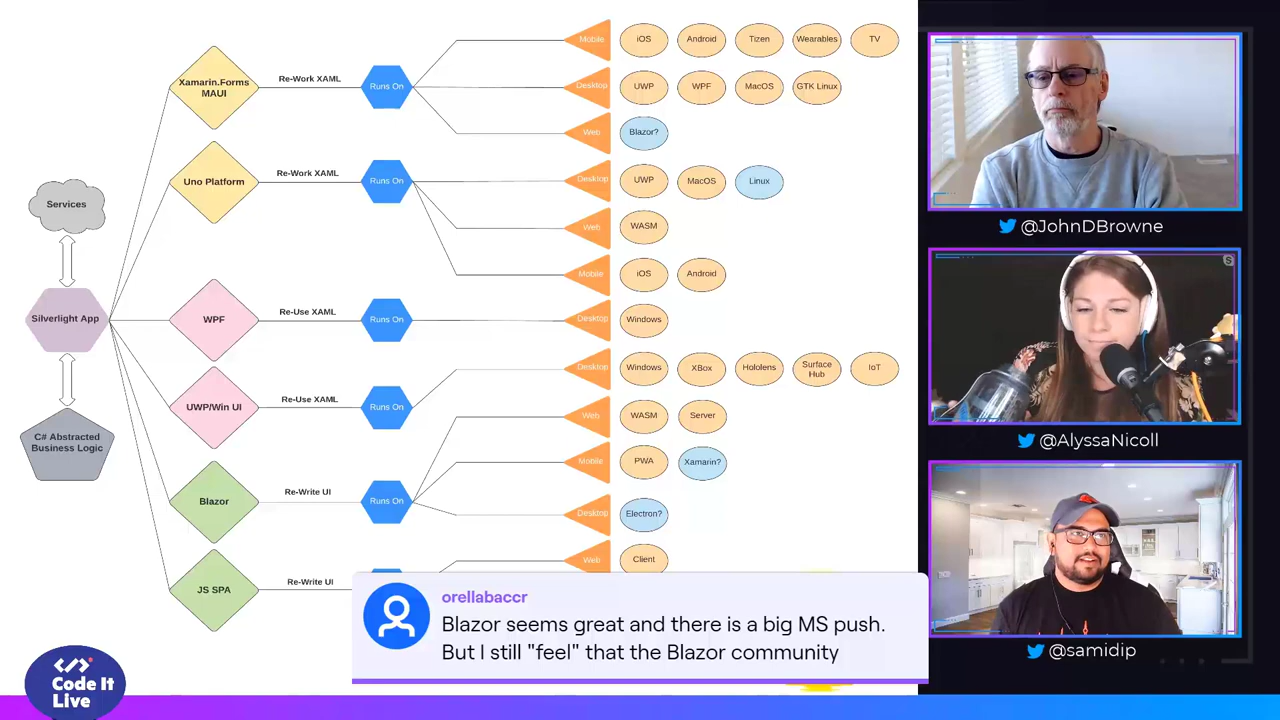 Services
Silverlight App
C# Abstracted
Business Logic
Xamarin.Forms
MAUI
Re-Work XAML
Runs On
Mobile
iOS
Android
Tizen
Wearables
TV
Desktop
UWP
WPF
MacOS
GTK Linux
Web
Blazor?
Uno Platform
Re-Work XAML
Runs On
Desktop
UWP
MacOS
Linux
Web
WASM
Mobile
iOS
Android
WPF
Re-Use XAML
Runs On
Desktop
Windows
UWP/Win UI
Re-Use XAML
Runs On
Desktop
Windows
XBox
Hololens
Surface
Hub
IoT
Blazor
Re-Write UI
Runs On
Web
WASM
Server
Mobile
PWA
Xamarin?
Desktop
Electron?
JS SPA
Re-Write UI
Web
Client
orellabaccr
Blazor seems great and there is a big MS push.
But I still "feel" that the Blazor community
Code It
Live
@JohnDBrowne
@AlyssaNicoll
@samidip